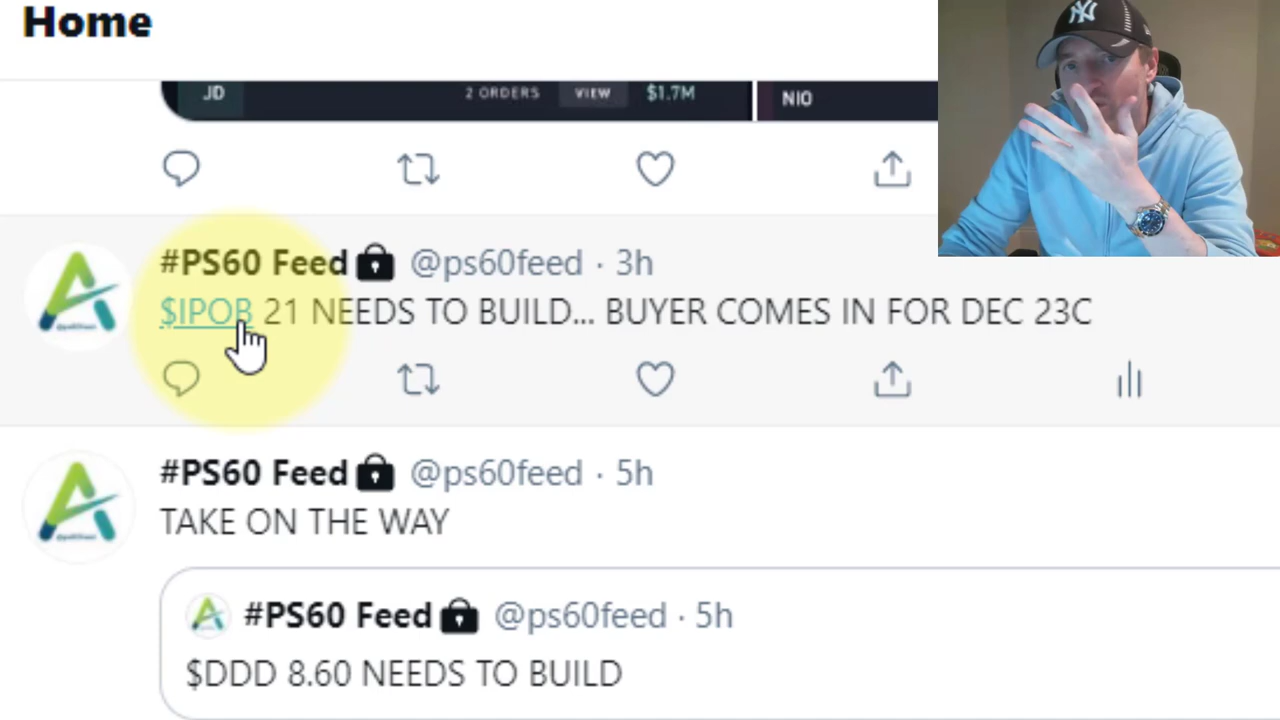 Home
JD 2 ORDERS VIEW $1.7M NIO
#PS60 Feed @ps60feed · 3h
$IPOB 21 NEEDS TO BUILD... BUYER COMES IN FOR DEC 23C
#PS60 Feed @ps60feed · 5h
TAKE ON THE WAY
#PS60 Feed @ps60feed · 5h
$DDD 8.60 NEEDS TO BUILD